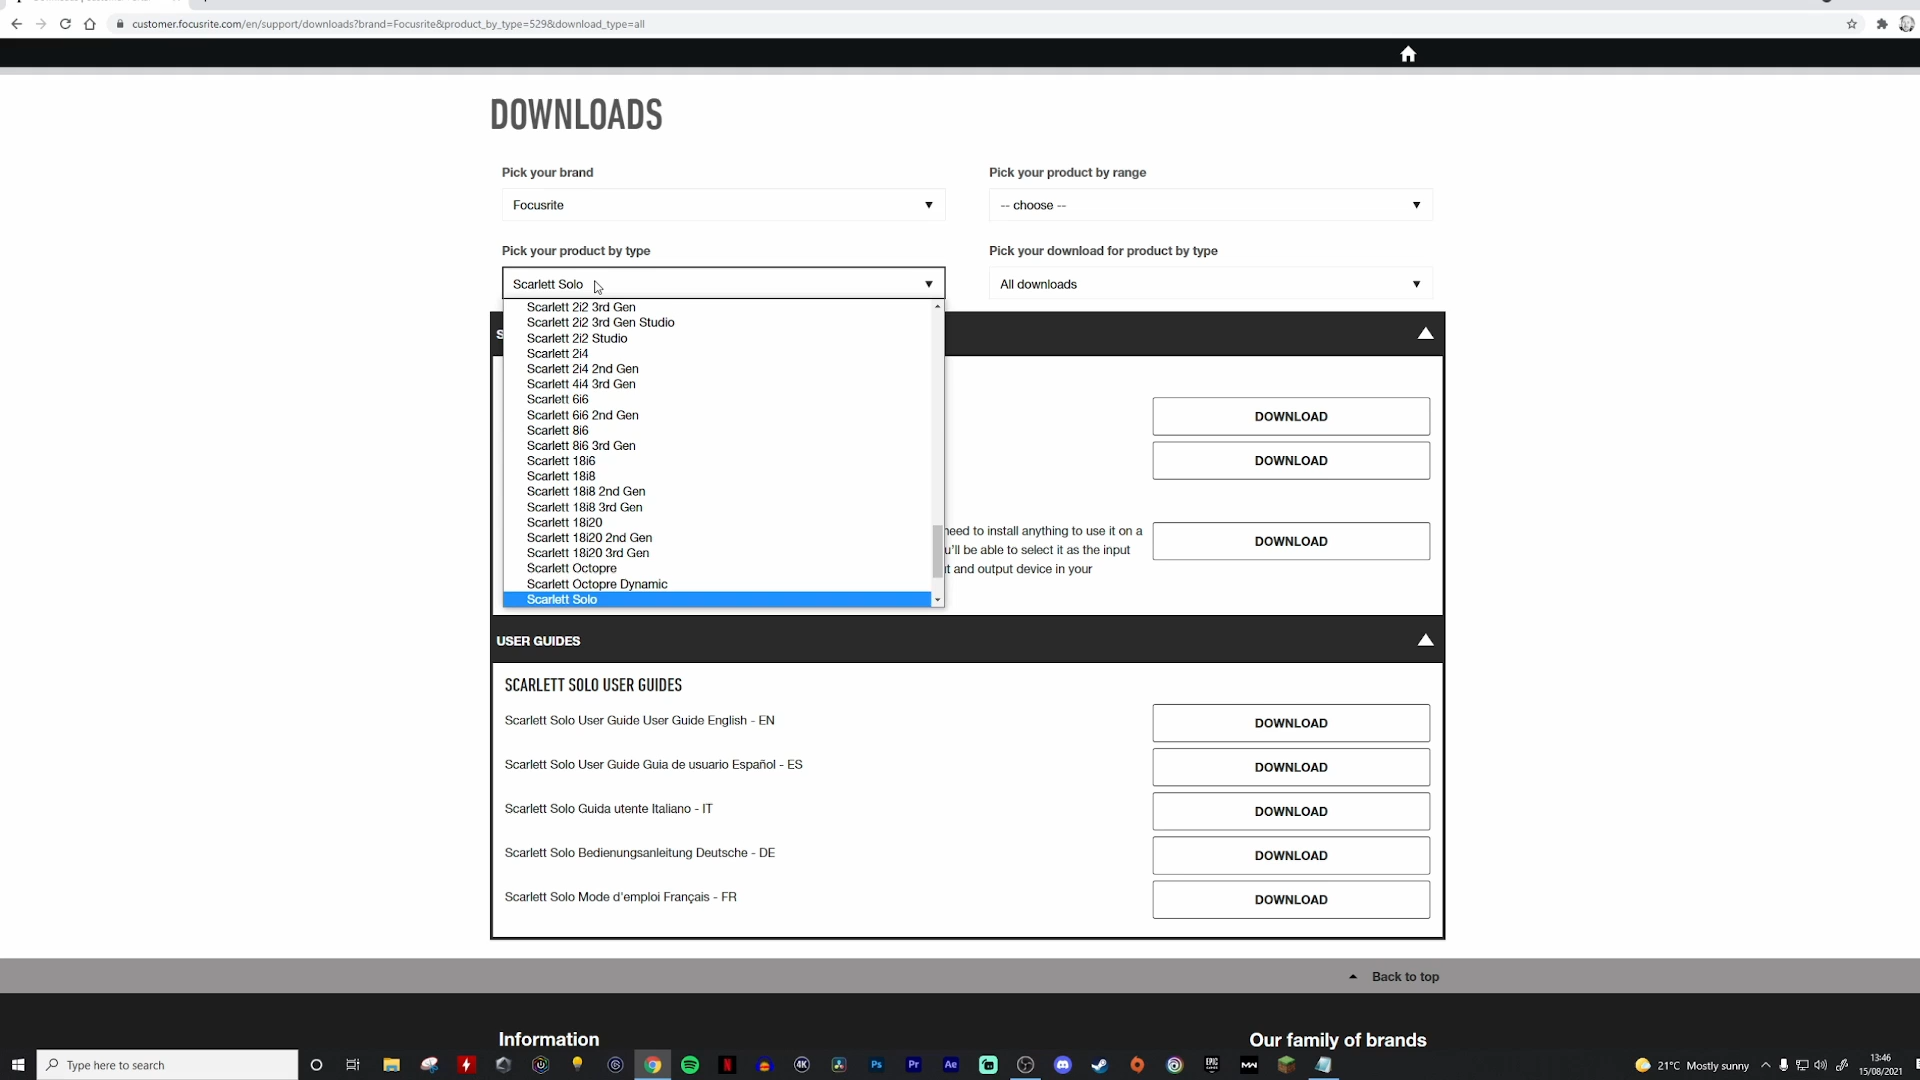 customer.focusrite.com/en/support/downloads?brand=Focusrite&product_by_type=529&download_type=all
DOWNLOADS
Pick your brand
Pick your product by range
Focusrite
-- choose --
Pick your product by type
Pick your download for product by type
Scarlett Solo
All downloads
Scarlett 2i2 3rd Gen
Scarlett 2i2 3rd Gen Studio
Scarlett 2i2 Studio
Scarlett 2i4
Scarlett 2i4 2nd Gen
Scarlett 4i4 3rd Gen
Scarlett 6i6
Scarlett 6i6 2nd Gen
Scarlett 8i6
Scarlett 8i6 3rd Gen
Scarlett 18i6
Scarlett 18i8
Scarlett 18i8 2nd Gen
Scarlett 18i8 3rd Gen
Scarlett 18i20
Scarlett 18i20 2nd Gen
Scarlett 18i20 3rd Gen
Scarlett Octopre
Scarlett Octopre Dynamic
Scarlett Solo
DOWNLOAD
DOWNLOAD
need to install anything to use it on a
u'll be able to select it as the input
t and output device in your
DOWNLOAD
USER GUIDES
SCARLETT SOLO USER GUIDES
Scarlett Solo User Guide User Guide English - EN
DOWNLOAD
Scarlett Solo User Guide Guia de usuario Español - ES
DOWNLOAD
Scarlett Solo Guida utente Italiano - IT
DOWNLOAD
Scarlett Solo Bedienungsanleitung Deutsche - DE
DOWNLOAD
Scarlett Solo Mode d'emploi Français - FR
DOWNLOAD
Back to top
Information
Our family of brands
Type here to search
4K
Ps
Pr
Ae
EPIC
MW
21°C Mostly sunny
13:46
15/08/2021